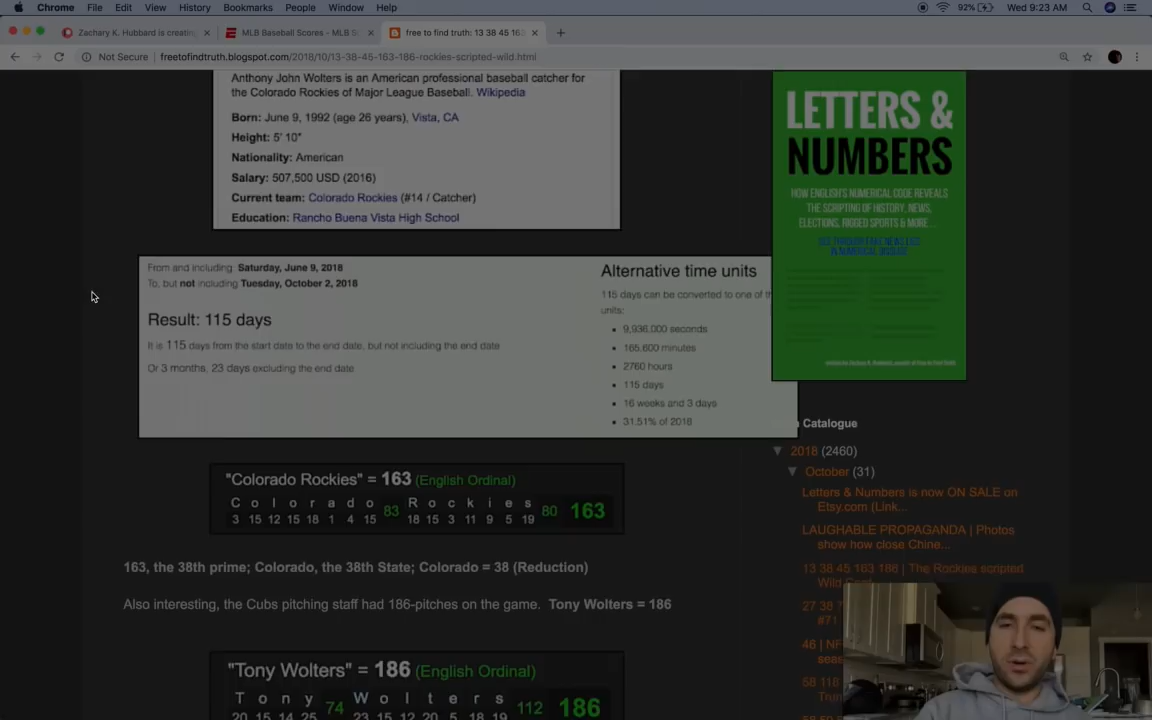 Chrome File Edit View History Bookmarks People Window Help 92% Wed 9:23 AM
Zachary K. Hubbard is creating MLB Baseball Scores - MLB S free to find truth: 13 38 45 163
Not Secure freetofindtruth.blogspot.com/2018/10/13-38-45-163-186-rockies-scripted-wild.html
Anthony John Wolters is an American professional baseball catcher for
the Colorado Rockies of Major League Baseball. Wikipedia
Born: June 9, 1992 (age 26 years), Vista, CA
Height: 5' 10"
Nationality: American
Salary: 507,500 USD (2016)
Current team: Colorado Rockies (#14 / Catcher)
Education: Rancho Buena Vista High School
From and including: Saturday, June 9, 2018
To, but not including Tuesday, October 2, 2018
Result: 115 days
It is 115 days from the start date to the end date, but not including the end date
Or 3 months, 23 days excluding the end date
Alternative time units
115 days can be converted to one of th
units:
9,936,000 seconds
165,600 minutes
2760 hours
115 days
16 weeks and 3 days
31.51% of 2018
"Colorado Rockies" = 163 (English Ordinal)
C o l o r a d o 83 R o c k i e s 80 163
3 15 12 15 18 1 4 15 18 15 3 11 9 5 19
163, the 38th prime; Colorado, the 38th State; Colorado = 38 (Reduction)
Also interesting, the Cubs pitching staff had 186-pitches on the game. Tony Wolters = 186
"Tony Wolters" = 186 (English Ordinal)
T o n y 74 W o l t e r s 112 186
20 15 14 25 23 15 12 20 5 18 19
LETTERS &
NUMBERS
HOW ENGLISH'S NUMERICAL CODE REVEALS
THE SCRIPTING OF HISTORY, NEWS,
ELECTIONS, RIGGED SPORTS & MORE
Catalogue
2018 (2460)
October (31)
Letters & Numbers is now ON SALE on
Etsy.com (Link...
LAUGHABLE PROPAGANDA | Photos
show how close Chine...
13 38 45 163 186 | The Rockies scripted
Wild Card
27 38
#71
46 | NF
seas